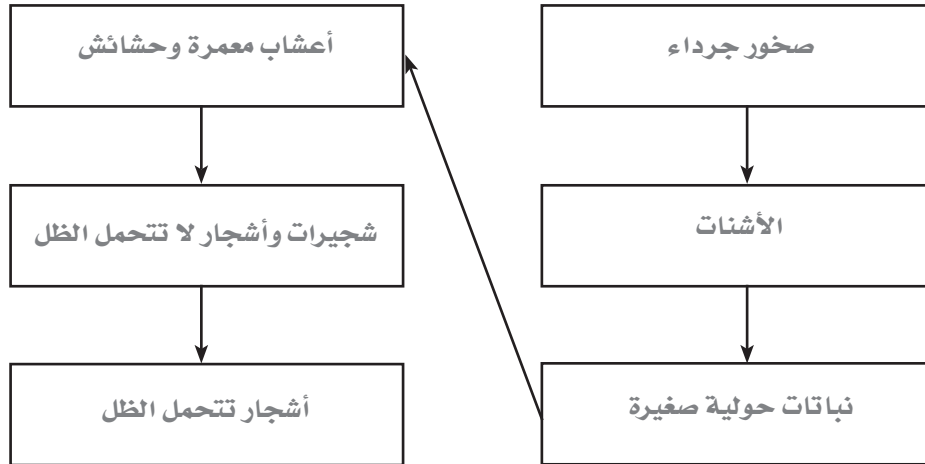 صخور جرداء
الأشنات
نباتات حولية صغيرة
أعشاب معمرة وحشائش
شجيرات وأشجار لا تتحمل الظل
أشجار تتحمل الظل